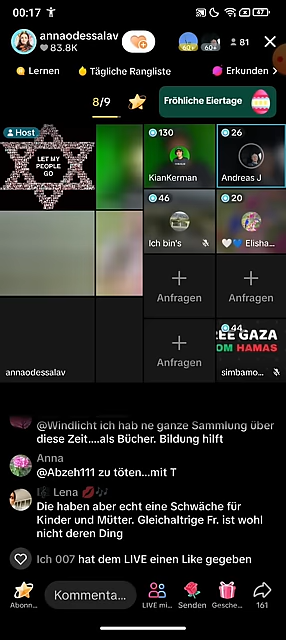 00:17
47
annaodessalav
83.8K
60+
60+
81
Lernen
Tägliche Rangliste
Erkunden
8/9
Fröhliche Eiertage
Host
LET MY
PEOPLE
GO
130
KianKerman
26
Andreas J
46
Ich bin's
20
Elisha...
Anfragen
Anfragen
annaodessalav
Anfragen
44
EE GAZA
OM HAMAS
simbamo...
@Windlicht ich hab ne ganze Sammlung über
diese Zeit....als Bücher. Bildung hilft
Anna
@Abzeh111 zu töten...mit T
Lena
Die haben aber echt eine Schwäche für
Kinder und Mütter. Gleichaltrige Fr. ist wohl
nicht deren Ding
Ich 007 hat dem LIVE einen Like gegeben
Kommenta...
Abonn...
LIVE mi...
Senden
Gesche...
161